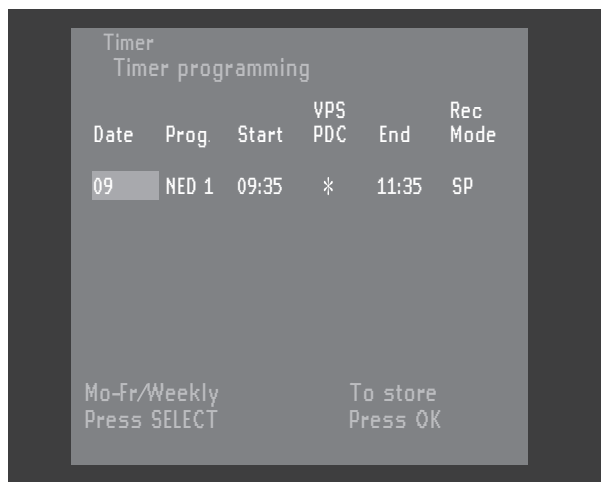 Timer
Timer programming
VPS Rec
Date Prog. Start PDC End Mode
09 NED 1 09:35 * 11:35 SP
Mo-Fr/Weekly To store
Press SELECT Press OK